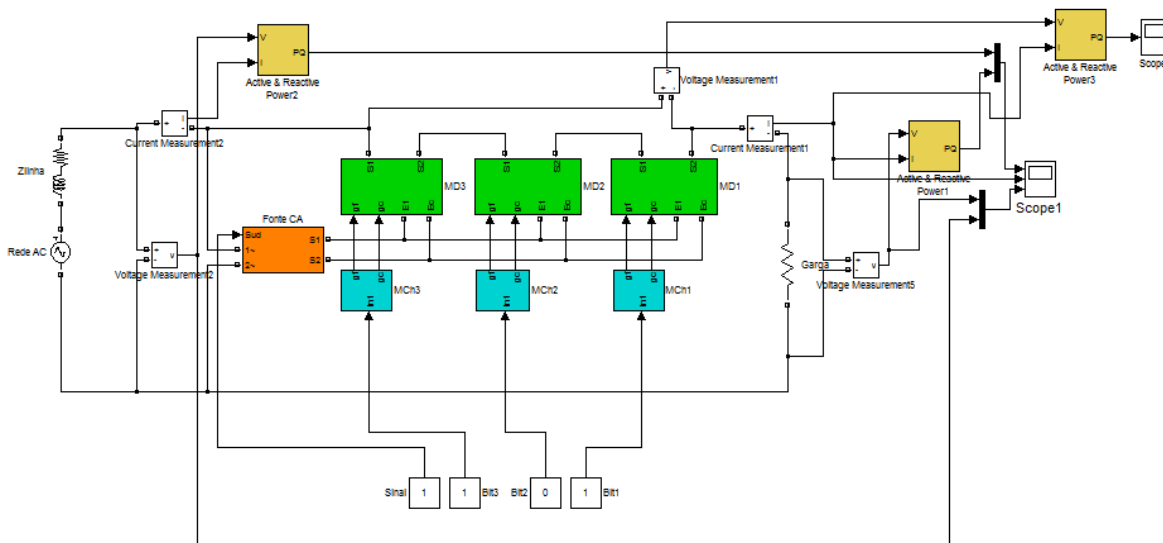 V
I
PQ
Active & Reactive
Power2
V
I
PQ
Active & Reactive
Power3
Scope
v
+ -
Voltage Measurement1
Zlinha
+
i
-
Current Measurement2
+
i
-
Current Measurement1
V
I
PQ
Active & Reactive
Power1
Scope1
S1
S2
MD3
g1
gc
E1
Ec
S1
S2
MD2
g1
gc
E1
Ec
S1
S2
MD1
g1
gc
E1
Ec
Fonte CA
Sud
1~
2~
S1
S2
Rede AC
+
-
v
Voltage Measurement2
g1
gc
In1
MCh3
g1
gc
In1
MCh2
g1
gc
In1
MCh1
Garga
+
-
v
Voltage Measurement5
Sinal
1
1
Bit3
Bit2
0
1
Bit1